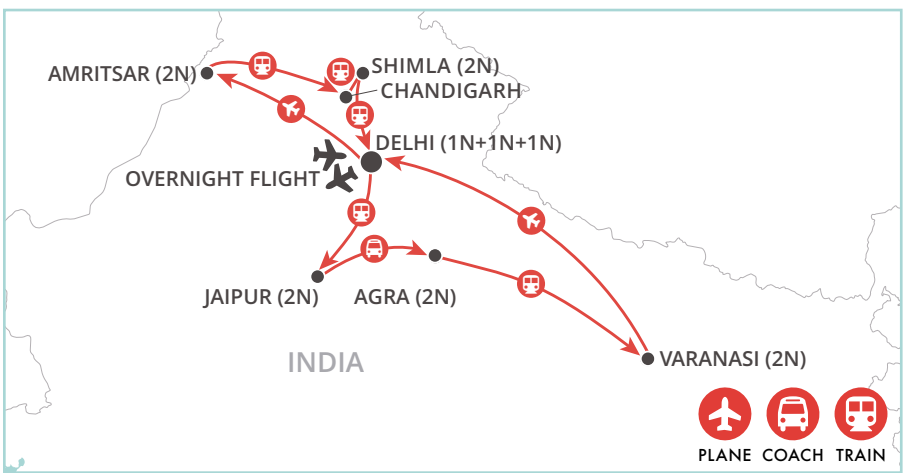 AMRITSAR (2N)
SHIMLA (2N)
CHANDIGARH
DELHI (1N+1N+1N)
OVERNIGHT FLIGHT
JAIPUR (2N)
AGRA (2N)
INDIA
VARANASI (2N)
PLANE COACH TRAIN